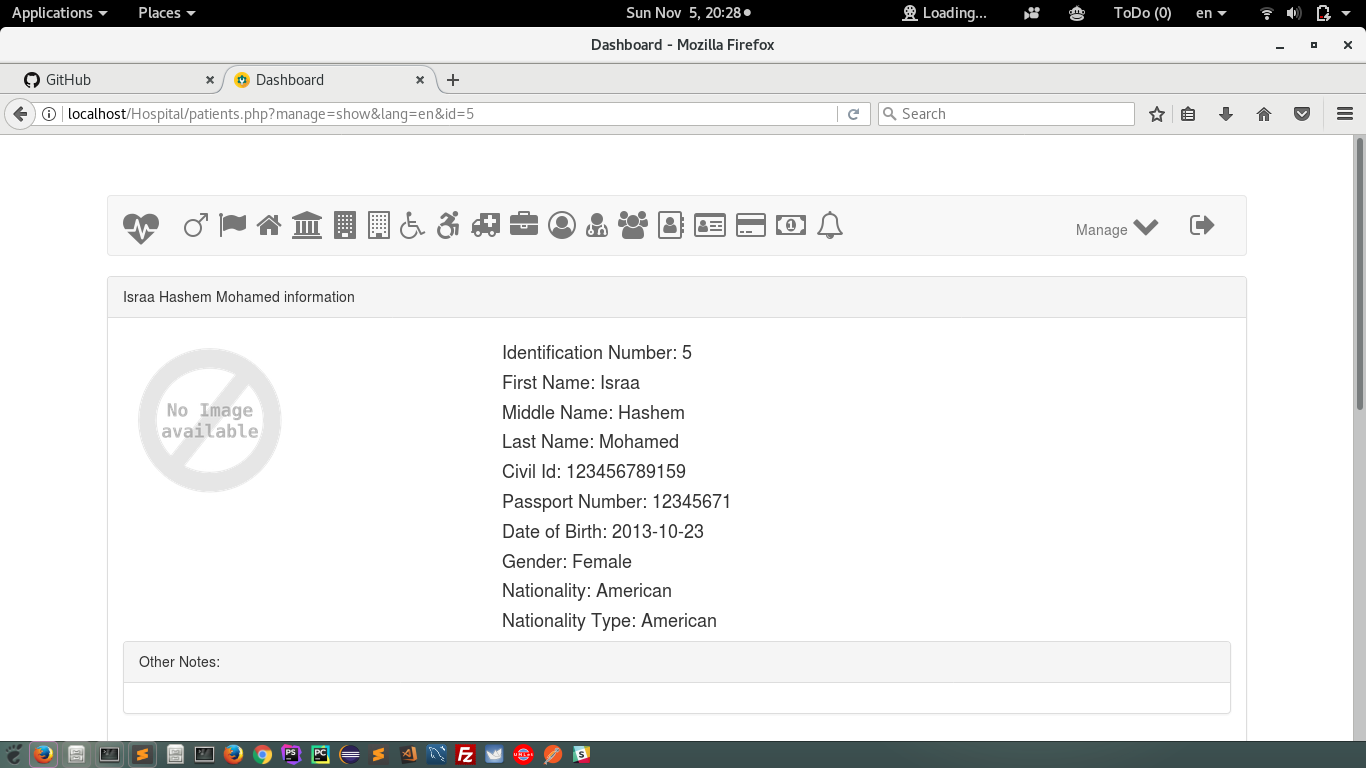 Applications Places Sun Nov 5, 20:28 Loading... ToDo (0) en
Dashboard - Mozilla Firefox
GitHub Dashboard
localhost/Hospital/patients.php?manage=show&lang=en&id=5 Search
Manage
Israa Hashem Mohamed information
No Image
available
Identification Number: 5
First Name: Israa
Middle Name: Hashem
Last Name: Mohamed
Civil Id: 123456789159
Passport Number: 12345671
Date of Birth: 2013-10-23
Gender: Female
Nationality: American
Nationality Type: American
Other Notes: